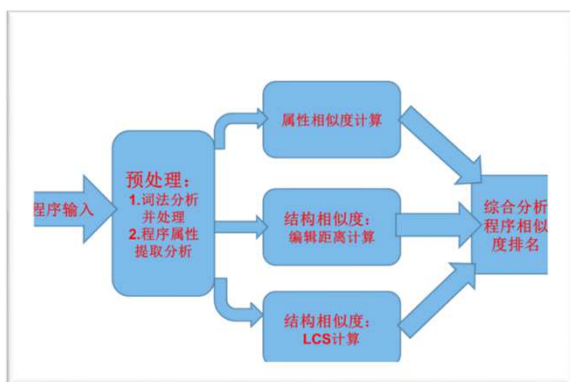 程序输入
预处理：
1.词法分析
并处理
2.程序属性
提取分析
属性相似度计算
结构相似度：
编辑距离计算
结构相似度：
LCS计算
综合分析
程序相似
度排名